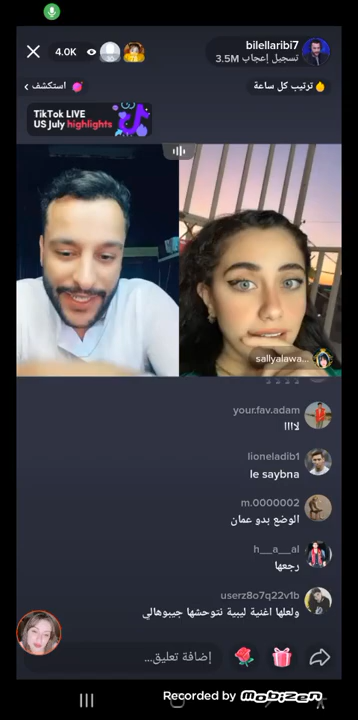 bilellaribi7
4.0K
تسجيل إعجاب 3.5M
ترتيب كل ساعة
استكشف
TikTok LIVE
US July highlights
sallyalawa...
your.fav.adam
لاااا
lioneladib1
le saybna
m.0000002
الوضع بدو عمان
h__a__al
رجعها
userz8o7q22v1b
ولعلها اغنية ليبية نتوحشها جيبوهالي
إضافة تعليق...
Recorded by mobizen